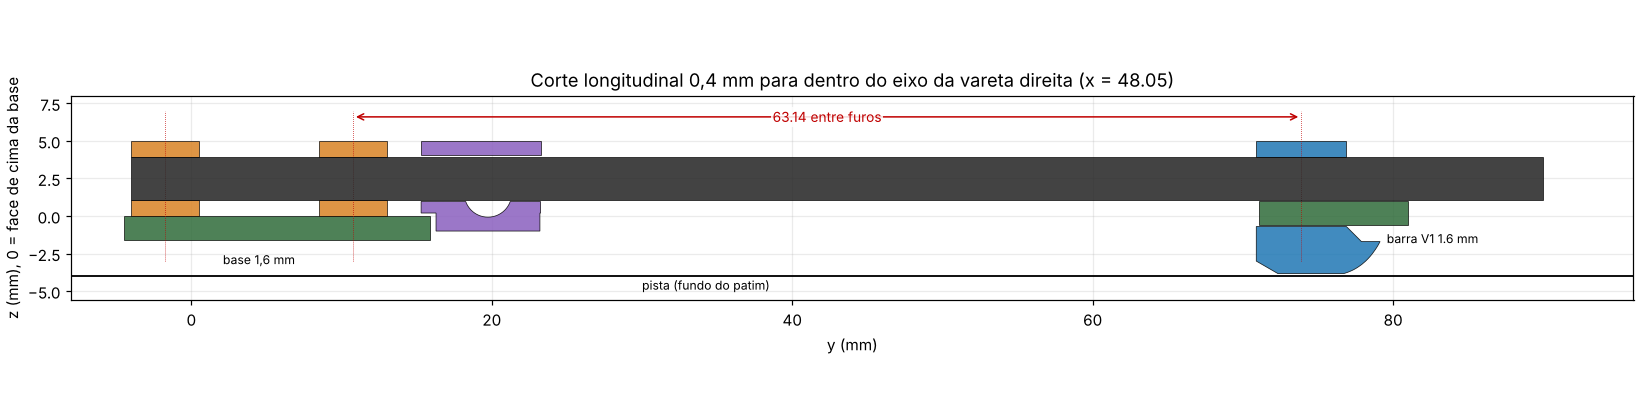 Corte longitudinal 0,4 mm para dentro do eixo da vareta direita (x = 48.05)
z (mm), 0 = face de cima da base
7.5
5.0
2.5
0.0
−2.5
−5.0
63.14 entre furos
base 1,6 mm
barra V1 1.6 mm
pista (fundo do patim)
0
20
40
60
80
y (mm)